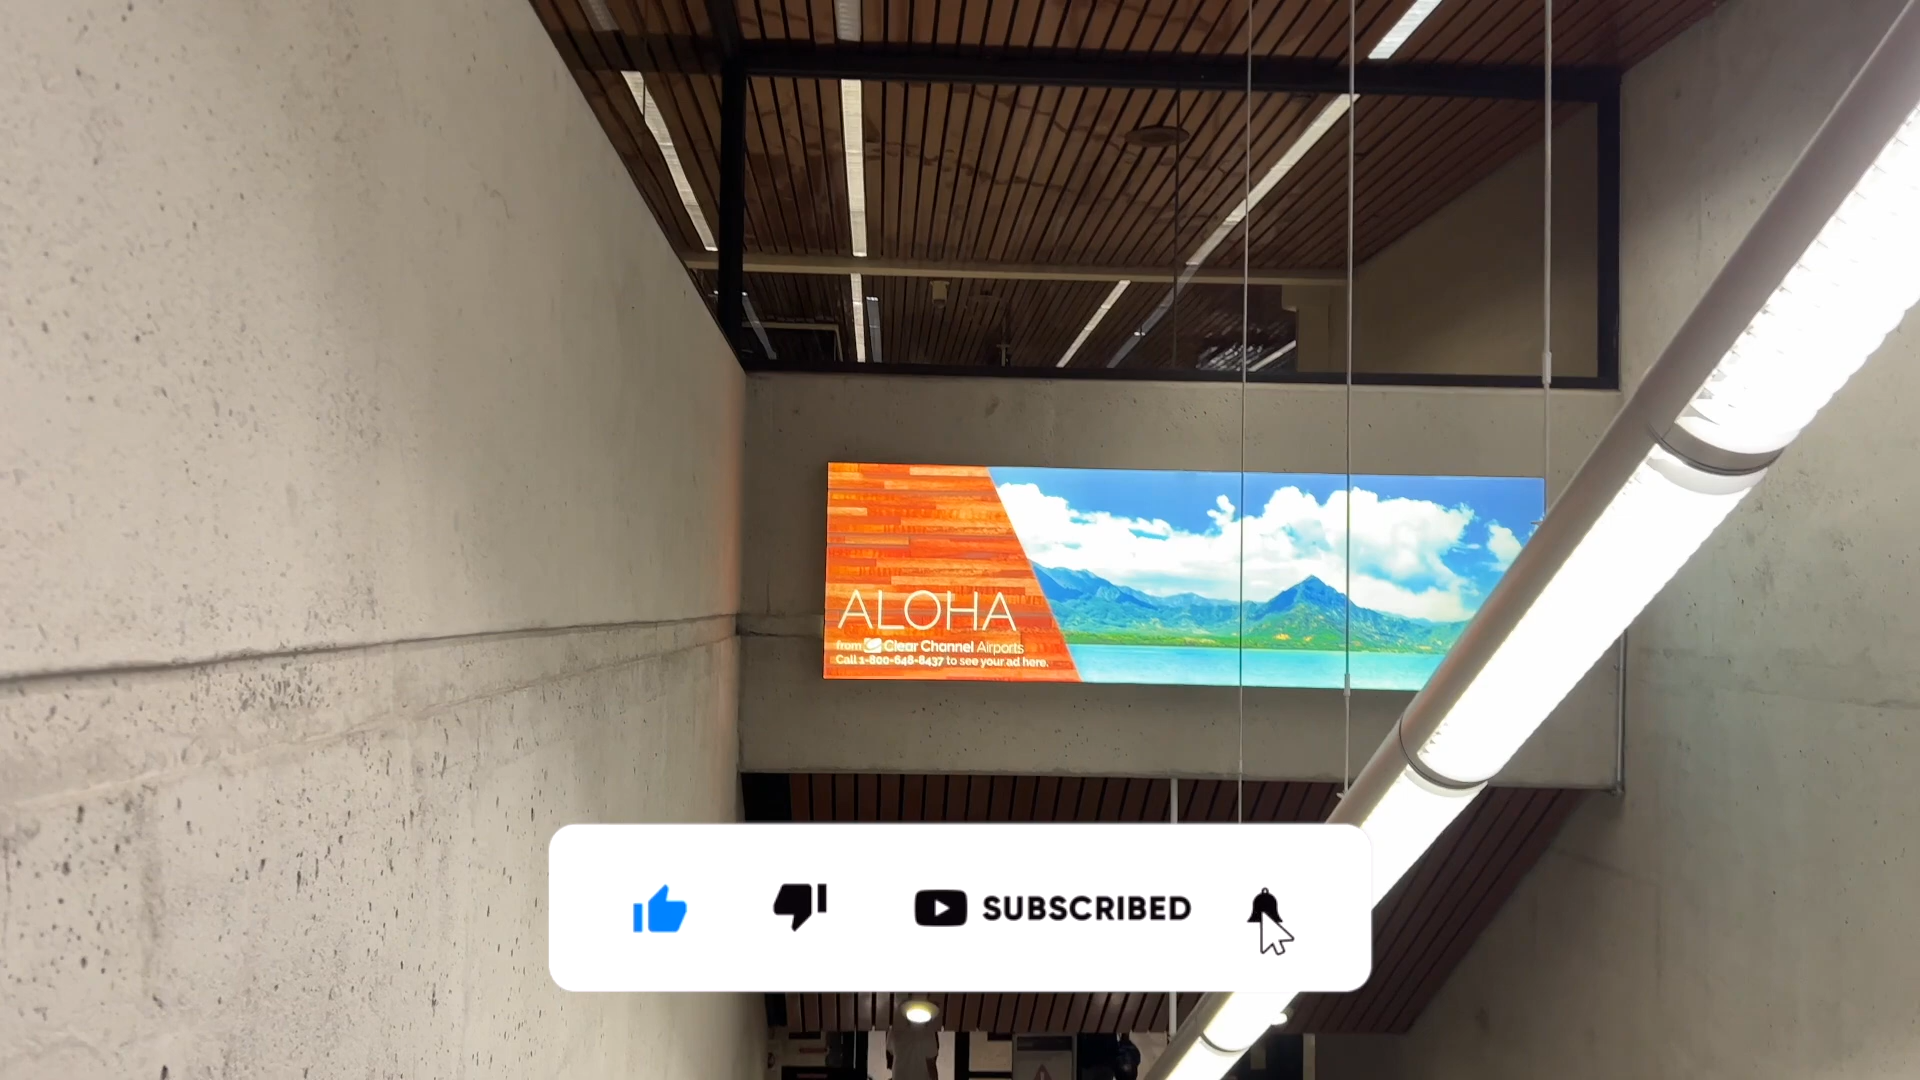 ALOHA
from Clear Channel Airports
Call 1-800-848-8437 to see your ad here.
SUBSCRIBED